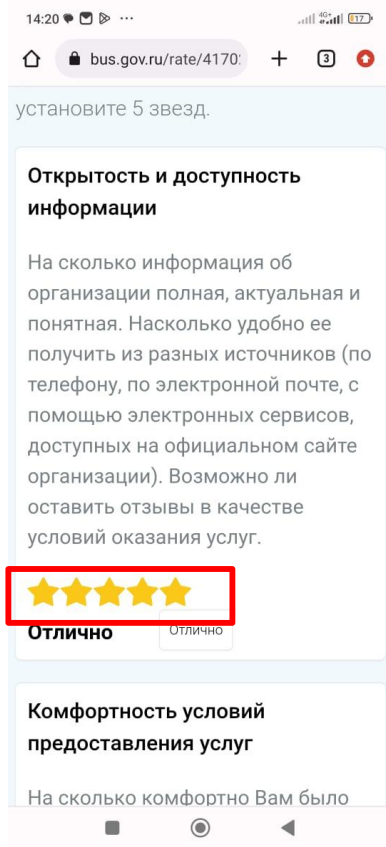 14:20 ... 4G+ 17
bus.gov.ru/rate/4170: 3
установите 5 звезд.
Открытость и доступность
информации
На сколько информация об
организации полная, актуальная и
понятная. Насколько удобно ее
получить из разных источников (по
телефону, по электронной почте, с
помощью электронных сервисов,
доступных на официальном сайте
организации). Возможно ли
оставить отзывы в качестве
условий оказания услуг.
Отлично Отлично
Комфортность условий
предоставления услуг
На сколько комфортно Вам было